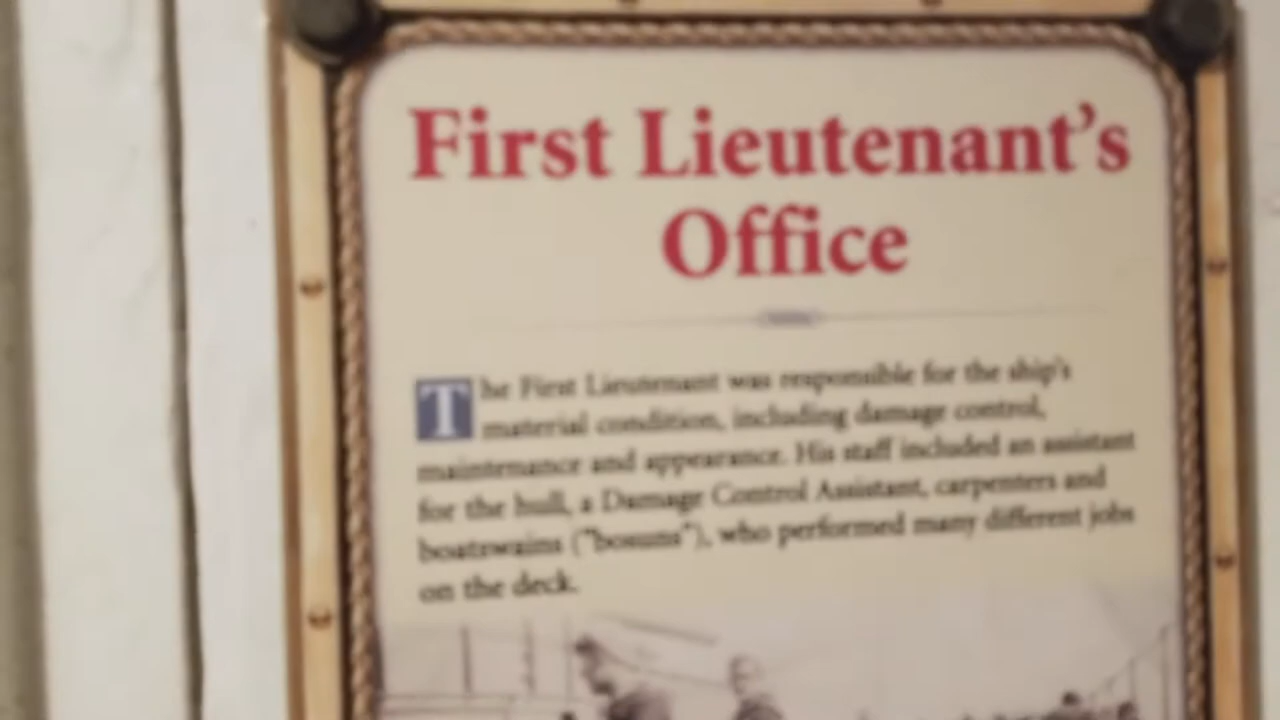 First Lieutenant's
Office
The First Lieutenant was responsible for the ship's
material condition, including damage control,
maintenance and appearance. His staff included an assistant
for the hull, a Damage Control Assistant, carpenters and
boatswains ("bosuns"), who performed many different jobs
on the deck.